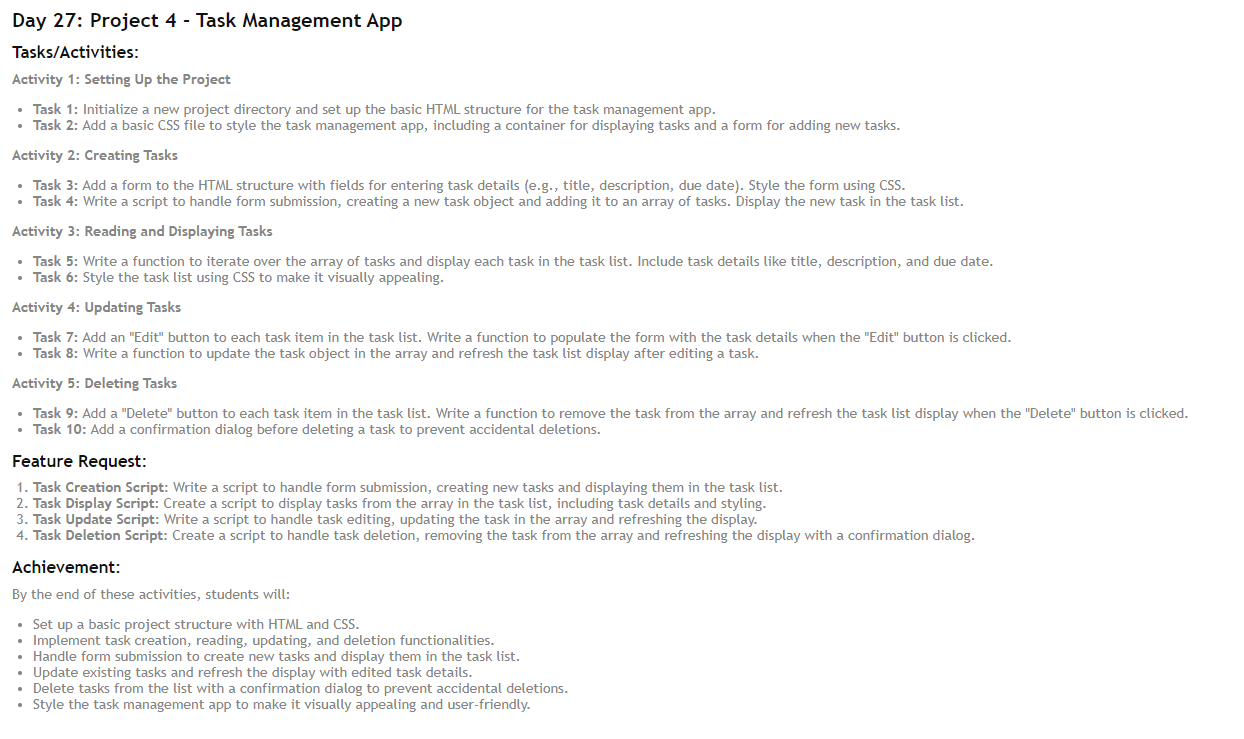 Day 27: Project 4 - Task Management App
Tasks/Activities:
Activity 1: Setting Up the Project
• Task 1: Initialize a new project directory and set up the basic HTML structure for the task management app.
• Task 2: Add a basic CSS file to style the task management app, including a container for displaying tasks and a form for adding new tasks.
Activity 2: Creating Tasks
• Task 3: Add a form to the HTML structure with fields for entering task details (e.g., title, description, due date). Style the form using CSS.
• Task 4: Write a script to handle form submission, creating a new task object and adding it to an array of tasks. Display the new task in the task list.
Activity 3: Reading and Displaying Tasks
• Task 5: Write a function to iterate over the array of tasks and display each task in the task list. Include task details like title, description, and due date.
• Task 6: Style the task list using CSS to make it visually appealing.
Activity 4: Updating Tasks
• Task 7: Add an "Edit" button to each task item in the task list. Write a function to populate the form with the task details when the "Edit" button is clicked.
• Task 8: Write a function to update the task object in the array and refresh the task list display after editing a task.
Activity 5: Deleting Tasks
• Task 9: Add a "Delete" button to each task item in the task list. Write a function to remove the task from the array and refresh the task list display when the "Delete" button is clicked.
• Task 10: Add a confirmation dialog before deleting a task to prevent accidental deletions.
Feature Request:
1. Task Creation Script: Write a script to handle form submission, creating new tasks and displaying them in the task list.
2. Task Display Script: Create a script to display tasks from the array in the task list, including task details and styling.
3. Task Update Script: Write a script to handle task editing, updating the task in the array and refreshing the display.
4. Task Deletion Script: Create a script to handle task deletion, removing the task from the array and refreshing the display with a confirmation dialog.
Achievement:
By the end of these activities, students will:
• Set up a basic project structure with HTML and CSS.
• Implement task creation, reading, updating, and deletion functionalities.
• Handle form submission to create new tasks and display them in the task list.
• Update existing tasks and refresh the display with edited task details.
• Delete tasks from the list with a confirmation dialog to prevent accidental deletions.
• Style the task management app to make it visually appealing and user-friendly.